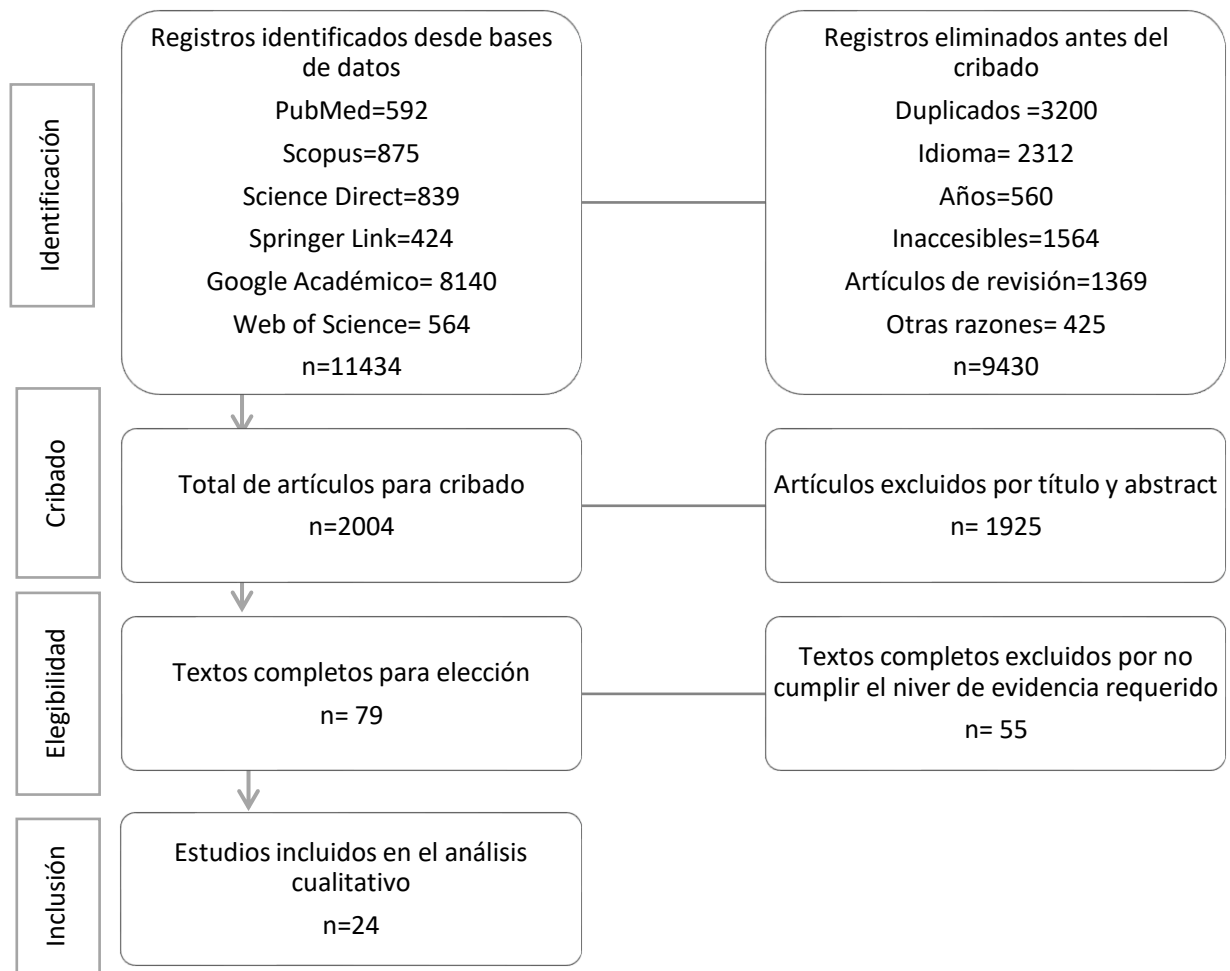 Identificación
Registros identificados desde bases
de datos
PubMed=592
Scopus=875
Science Direct=839
Springer Link=424
Google Académico= 8140
Web of Science= 564
n=11434
Registros eliminados antes del
cribado
Duplicados =3200
Idioma= 2312
Años=560
Inaccesibles=1564
Artículos de revisión=1369
Otras razones= 425
n=9430
Cribado
Total de artículos para cribado
n=2004
Artículos excluidos por título y abstract
n= 1925
Elegibilidad
Textos completos para elección
n= 79
Textos completos excluidos por no
cumplir el niver de evidencia requerido
n= 55
Inclusión
Estudios incluidos en el análisis
cualitativo
n=24